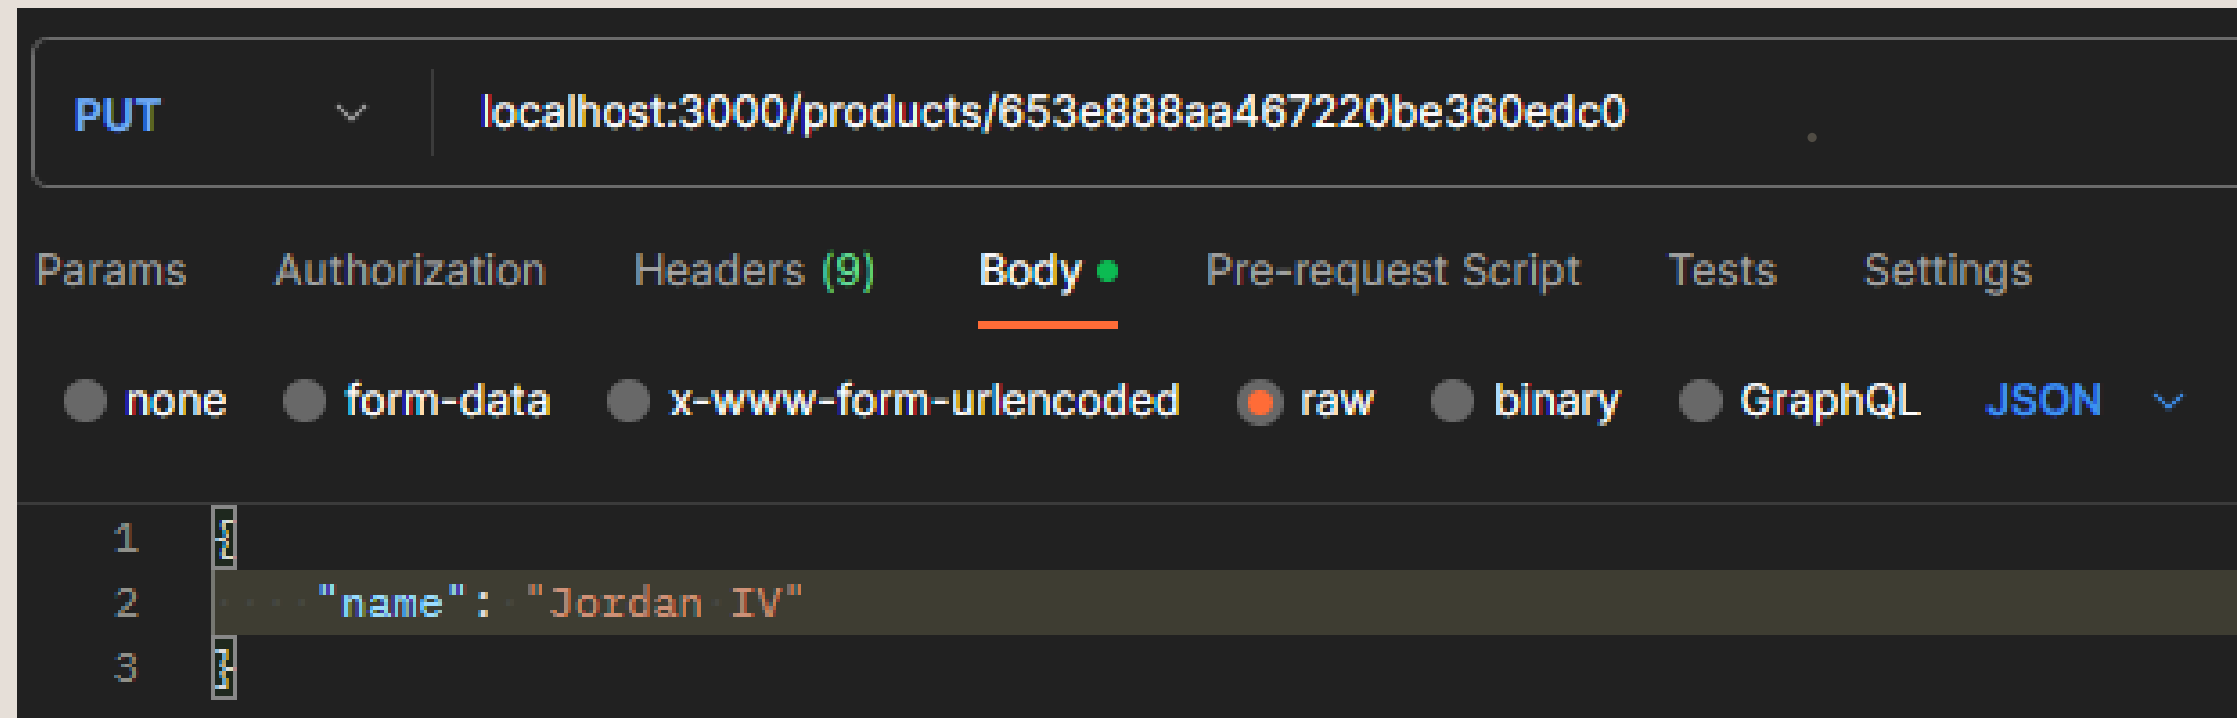 PUT localhost:3000/products/653e888aa467220be360edc0
Params Authorization Headers (9) Body Pre-request Script Tests Settings
none form-data x-www-form-urlencoded raw binary GraphQL JSON
1 {
2 "name": "Jordan IV"
3 }